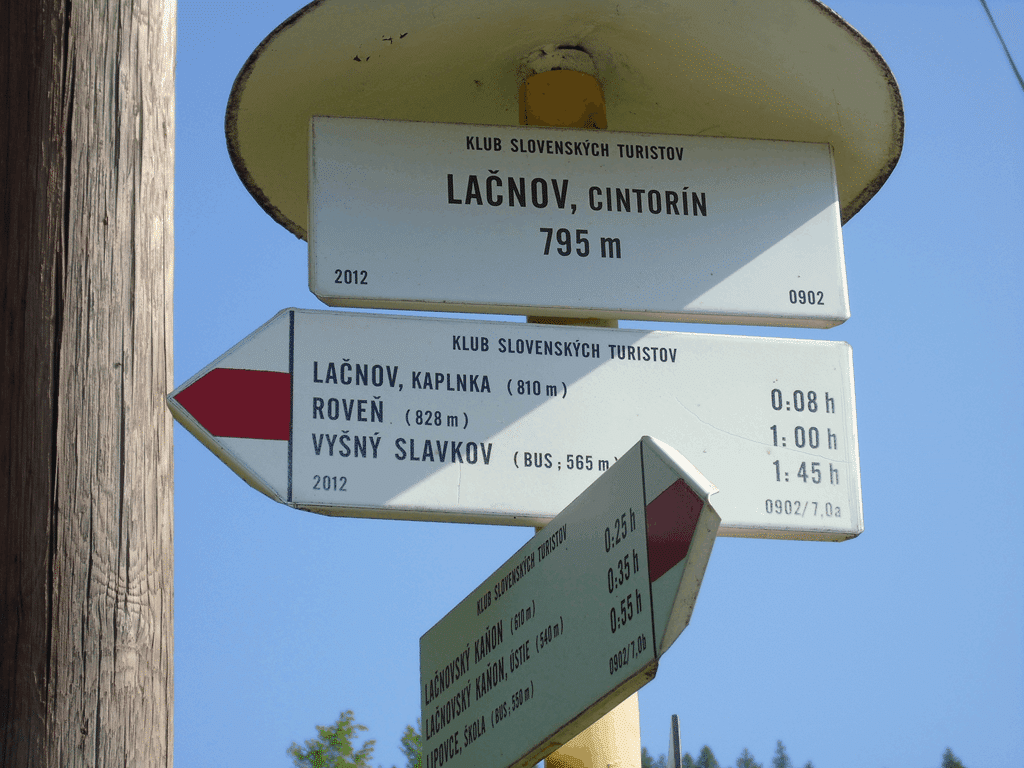 KLUB SLOVENSKÝCH TURISTOV
LAČNOV, CINTORÍN
795 m
2012 0902
KLUB SLOVENSKÝCH TURISTOV
LAČNOV, KAPLNKA (810 m) 0:08 h
ROVEŇ (828 m) 1:00 h
VYŠNÝ SLAVKOV (BUS; 565 m) 1:45 h
2012 0902/7,0a
KLUB SLOVENSKÝCH TURISTOV
LAČNOVSKÝ KAŇON (610 m) 0:25 h
LAČNOVSKÝ KAŇON, ÚSTIE (540 m) 0:35 h
LIPOVCE, ŠKOLA (BUS; 550 m) 0:55 h
0902/7,0b